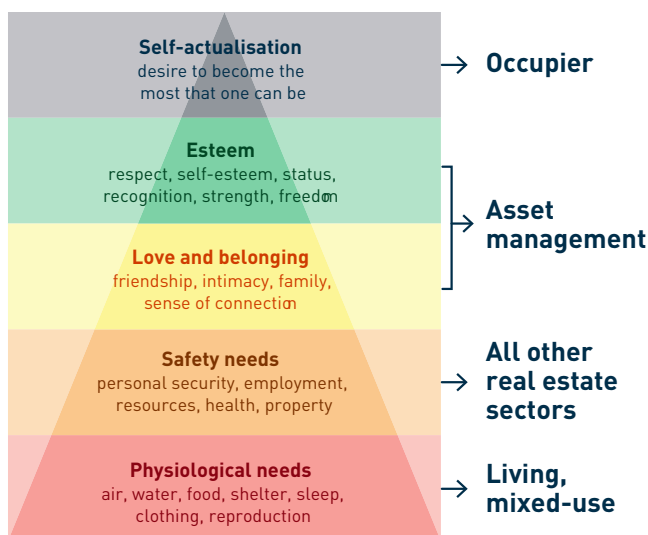 Self-actualisation
desire to become the
most that one can be
Occupier
Esteem
respect, self-esteem, status,
recognition, strength, freedom
Asset
management
Love and belonging
friendship, intimacy, family,
sense of connection
Safety needs
personal security, employment,
resources, health, property
All other
real estate
sectors
Physiological needs
air, water, food, shelter, sleep,
clothing, reproduction
Living,
mixed-use